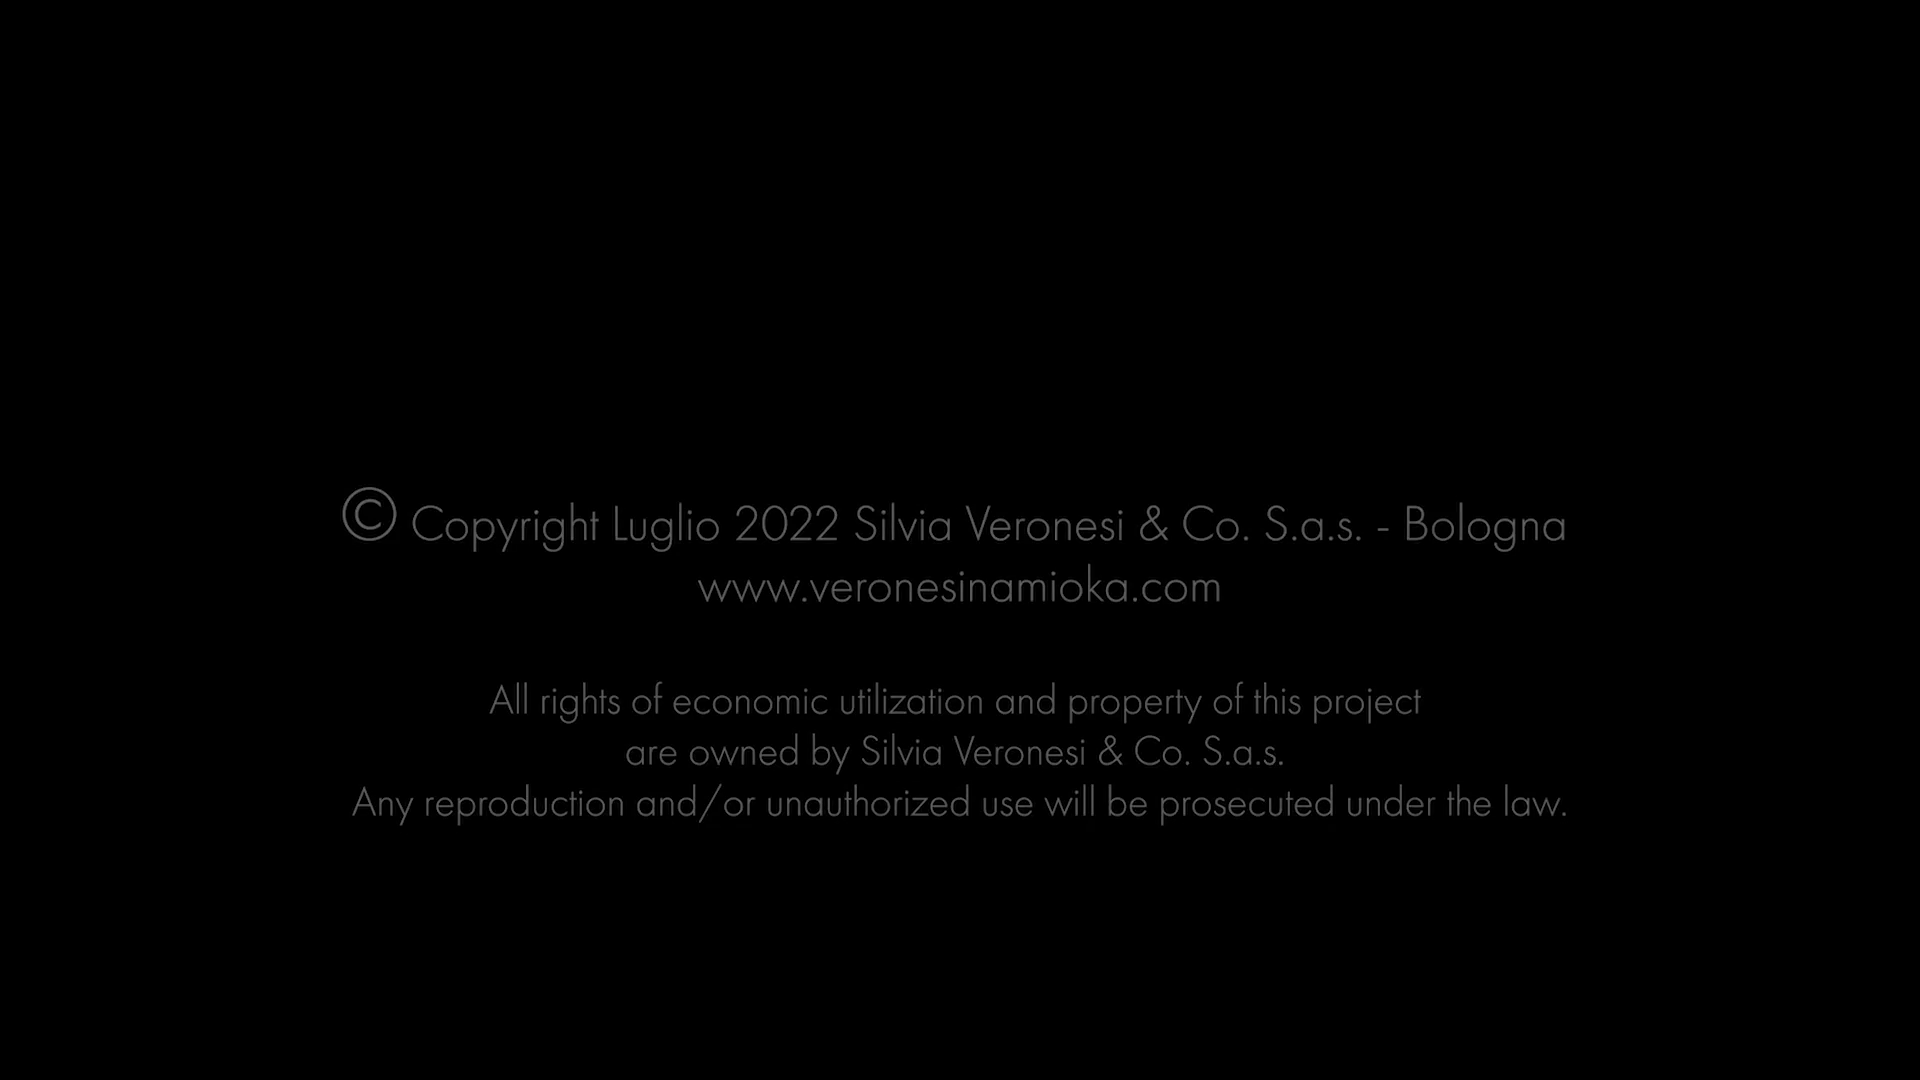 © Copyright Luglio 2022 Silvia Veronesi & Co. S.a.s. - Bologna
www.veronesinamioka.com
All rights of economic utilization and property of this project
are owned by Silvia Veronesi & Co. S.a.s.
Any reproduction and/or unauthorized use will be prosecuted under the law.